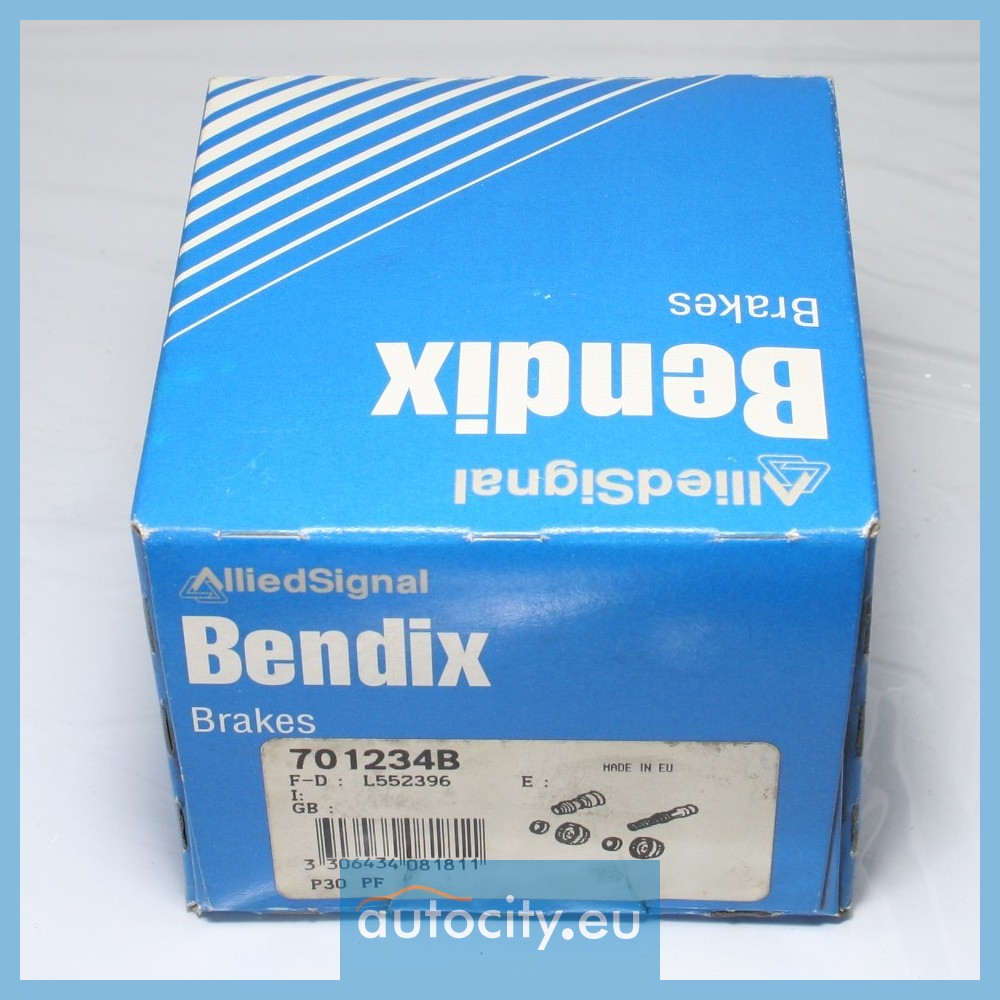 Brakes
Bendix
AlliedSignal
AlliedSignal
Bendix
Brakes
701234B
F-D : L552396
E :
MADE IN EU
I:
GB :
3 306434 081811
P30 PF
autocity.eu